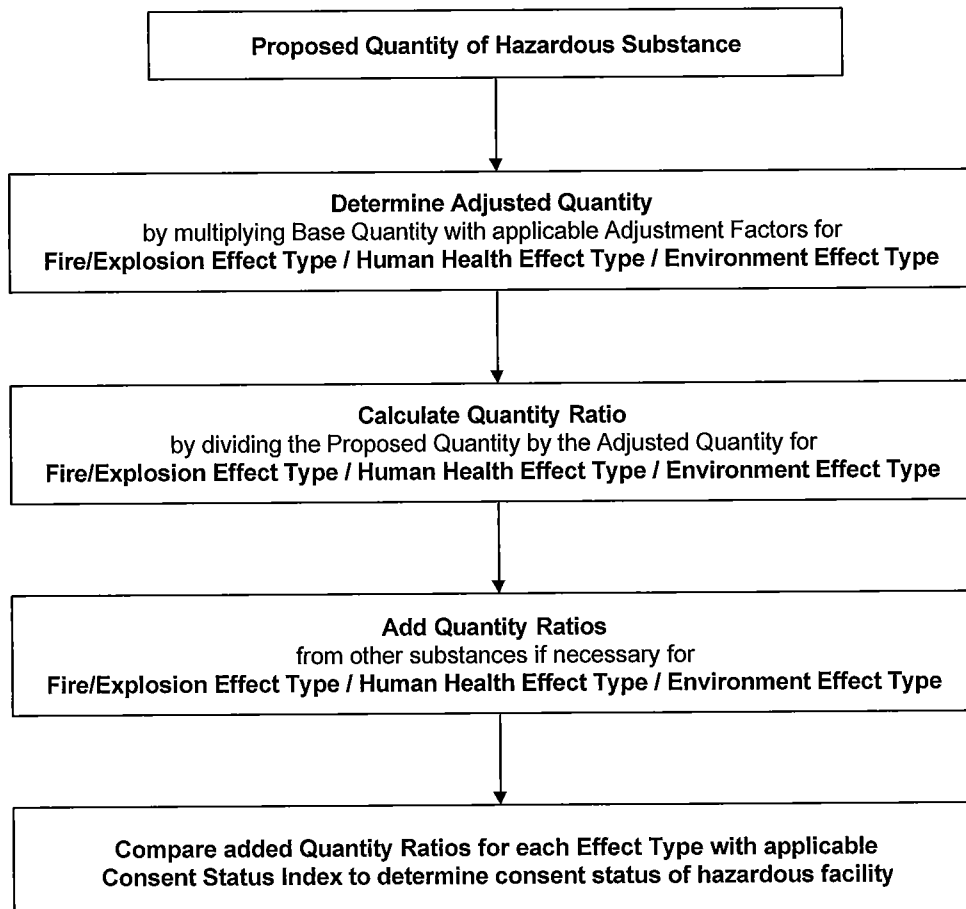 Proposed Quantity of Hazardous Substance
Determine Adjusted Quantity
by multiplying Base Quantity with applicable Adjustment Factors for
Fire/Explosion Effect Type / Human Health Effect Type / Environment Effect Type
Calculate Quantity Ratio
by dividing the Proposed Quantity by the Adjusted Quantity for
Fire/Explosion Effect Type / Human Health Effect Type / Environment Effect Type
Add Quantity Ratios
from other substances if necessary for
Fire/Explosion Effect Type / Human Health Effect Type / Environment Effect Type
Compare added Quantity Ratios for each Effect Type with applicable
Consent Status Index to determine consent status of hazardous facility